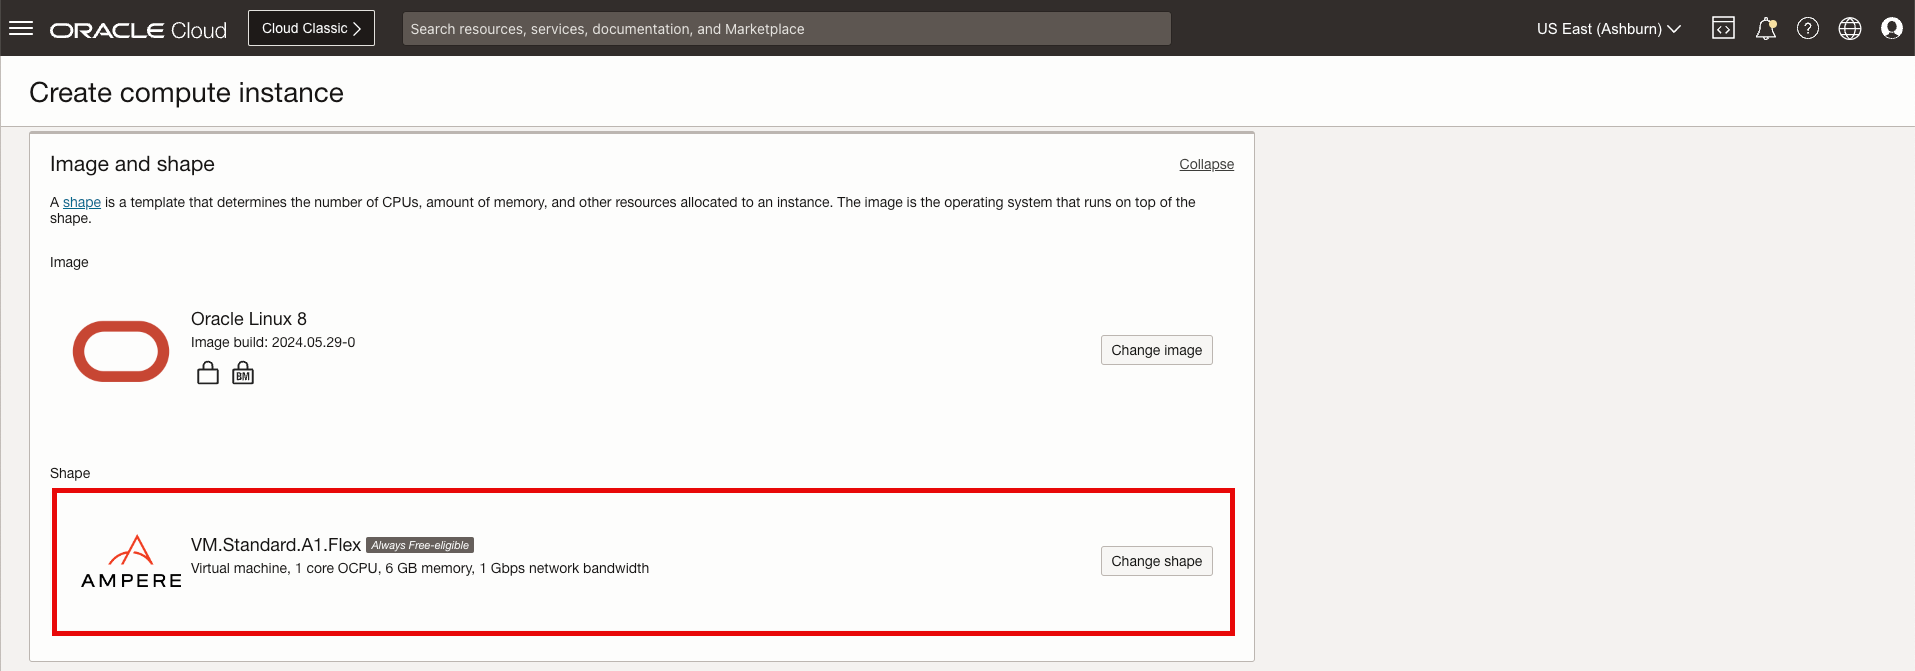 ORACLE Cloud
Cloud Classic
Search resources, services, documentation, and Marketplace
US East (Ashburn)
Create compute instance
Image and shape
Collapse
A shape is a template that determines the number of CPUs, amount of memory, and other resources allocated to an instance. The image is the operating system that runs on top of the
shape.
Image
Oracle Linux 8
Image build: 2024.05.29-0
BM
Change image
Shape
AMPERE
VM.Standard.A1.Flex Always Free-eligible
Virtual machine, 1 core OCPU, 6 GB memory, 1 Gbps network bandwidth
Change shape